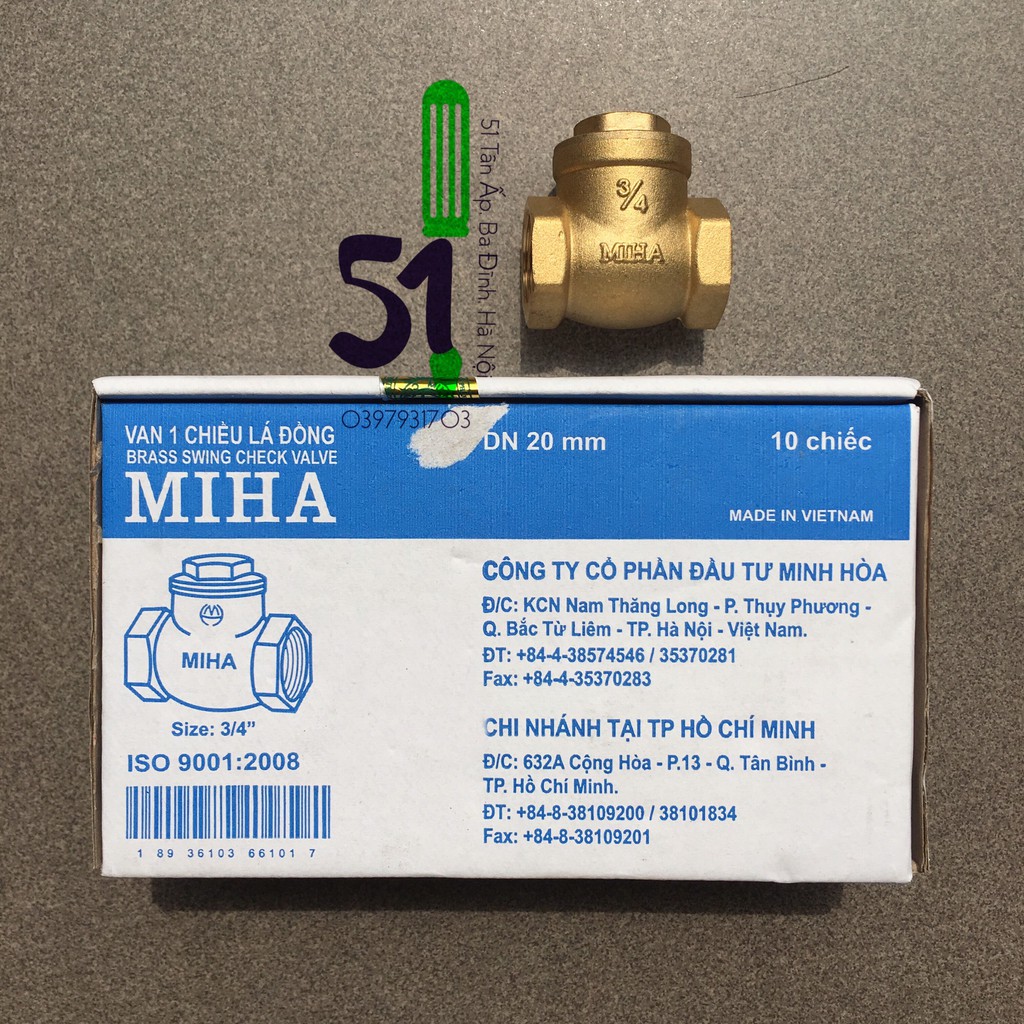 51 Tân Ấp, Ba Đình, Hà Nội
51
0397931703
3/4
MIHA
VAN 1 CHIỀU LÁ ĐỒNG
BRASS SWING CHECK VALVE
MIHA
DN 20 mm
10 chiếc
MADE IN VIETNAM
MIHA
Size: 3/4"
ISO 9001:2008
1 89 36103 66101 7
CÔNG TY CỔ PHẦN ĐẦU TƯ MINH HÒA
Đ/C: KCN Nam Thăng Long - P. Thụy Phương -
Q. Bắc Từ Liêm - TP. Hà Nội - Việt Nam.
ĐT: +84-4-38574546 / 35370281
Fax: +84-4-35370283
CHI NHÁNH TẠI TP HỒ CHÍ MINH
Đ/C: 632A Cộng Hòa - P.13 - Q. Tân Bình -
TP. Hồ Chí Minh.
ĐT: +84-8-38109200 / 38101834
Fax: +84-8-38109201